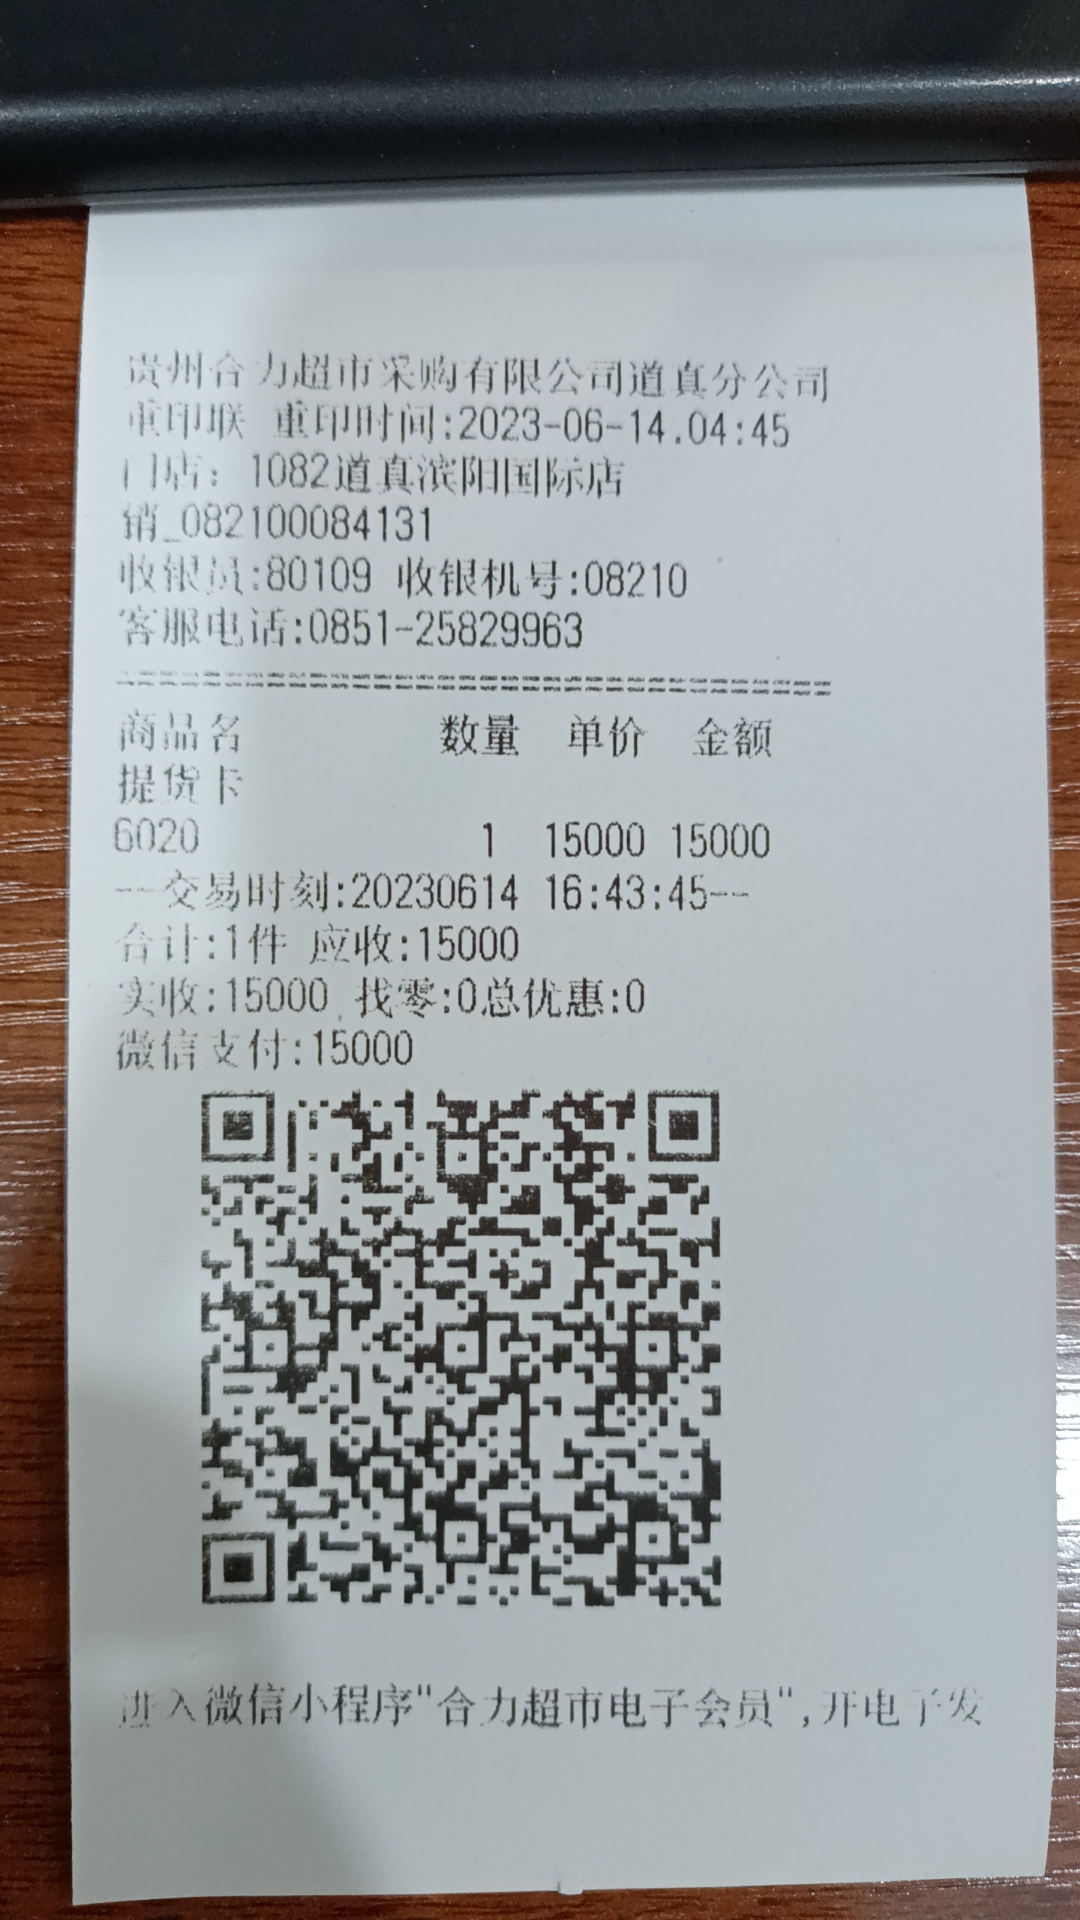 贵州合力超市采购有限公司道真分公司
重印联 重印时间:2023-06-14.04:45
门店: 1082道真滨阳国际店
销_082100084131
收银员:80109 收银机号:08210
客服电话:0851-25829963
商品名 数量 单价 金额
提货卡
6020 1 15000 15000
--交易时刻:20230614 16:43:45--
合计:1件 应收:15000
实收:15000 找零:0总优惠:0
微信支付:15000
进入微信小程序"合力超市电子会员",开电子发